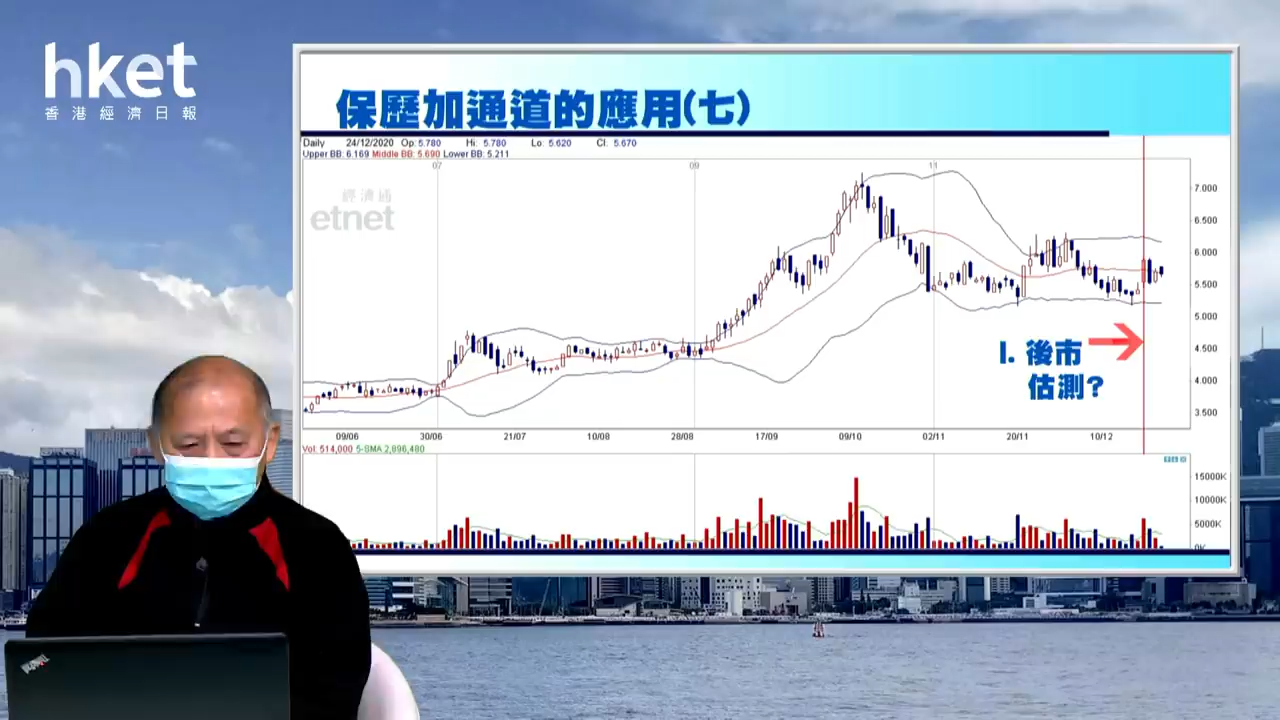 hket
香港經濟日報
保歷加通道的應用(七)
Daily 24/12/2020 Op: 5.780 Hi: 5.780 Lo: 5.620 Cl: 5.670
Upper BB: 6.169 Middle BB: 5.690 Lower BB: 5.211
07 09 11
經濟通
etnet
7.000
6.500
6.000
5.500
5.000
4.500
4.000
3.500
I. 後市
估測?
09/06 30/06 21/07 10/08 28/08 17/09 09/10 02/11 20/11 10/12
Vol: 514,000 5-SMA 2,896,480
15000K
10000K
5000K
0K